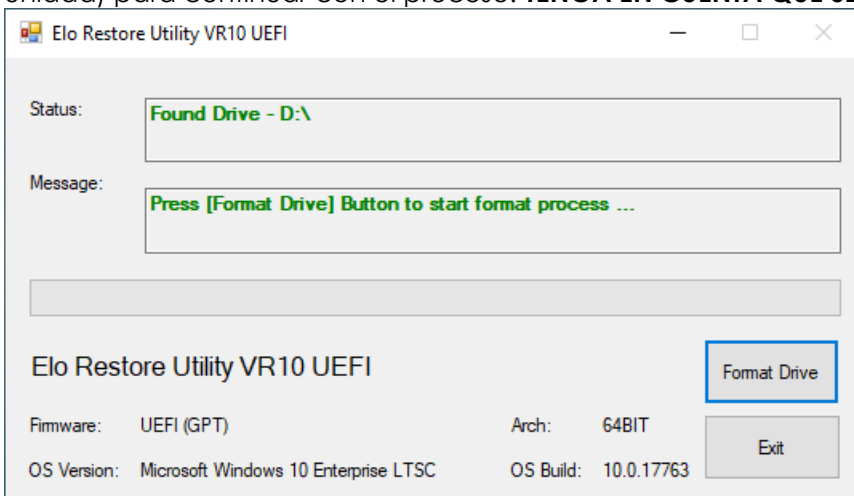 Elo Restore Utility VR10 UEFI
Status:
Found Drive - D:\
Message:
Press [Format Drive] Button to start format process ...
Elo Restore Utility VR10 UEFI
Format Drive
Firmware: UEFI (GPT) Arch: 64BIT
Exit
OS Version: Microsoft Windows 10 Enterprise LTSC OS Build: 10.0.17763